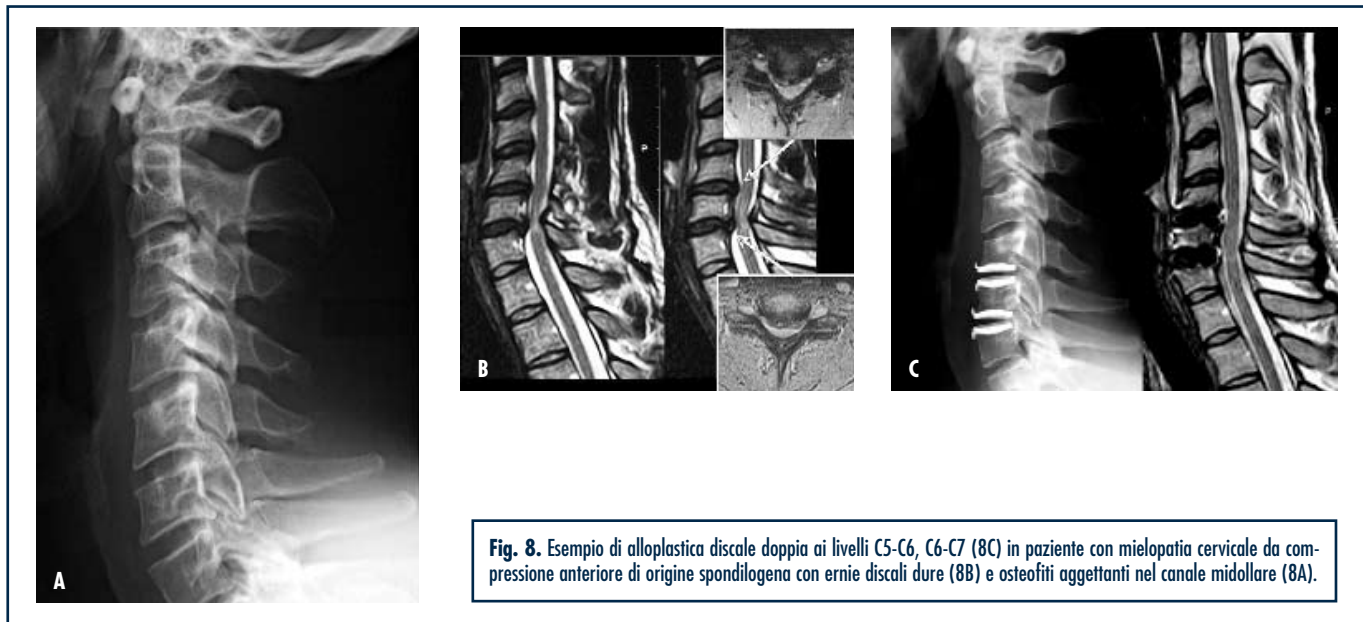 A
B
C
P
P
Fig. 8. Esempio di alloplastica discale doppia ai livelli C5-C6, C6-C7 (8C) in paziente con mielopatia cervicale da com-
pressione anteriore di origine spondilogena con ernie discali dure (8B) e osteofiti aggettanti nel canale midollare (8A).